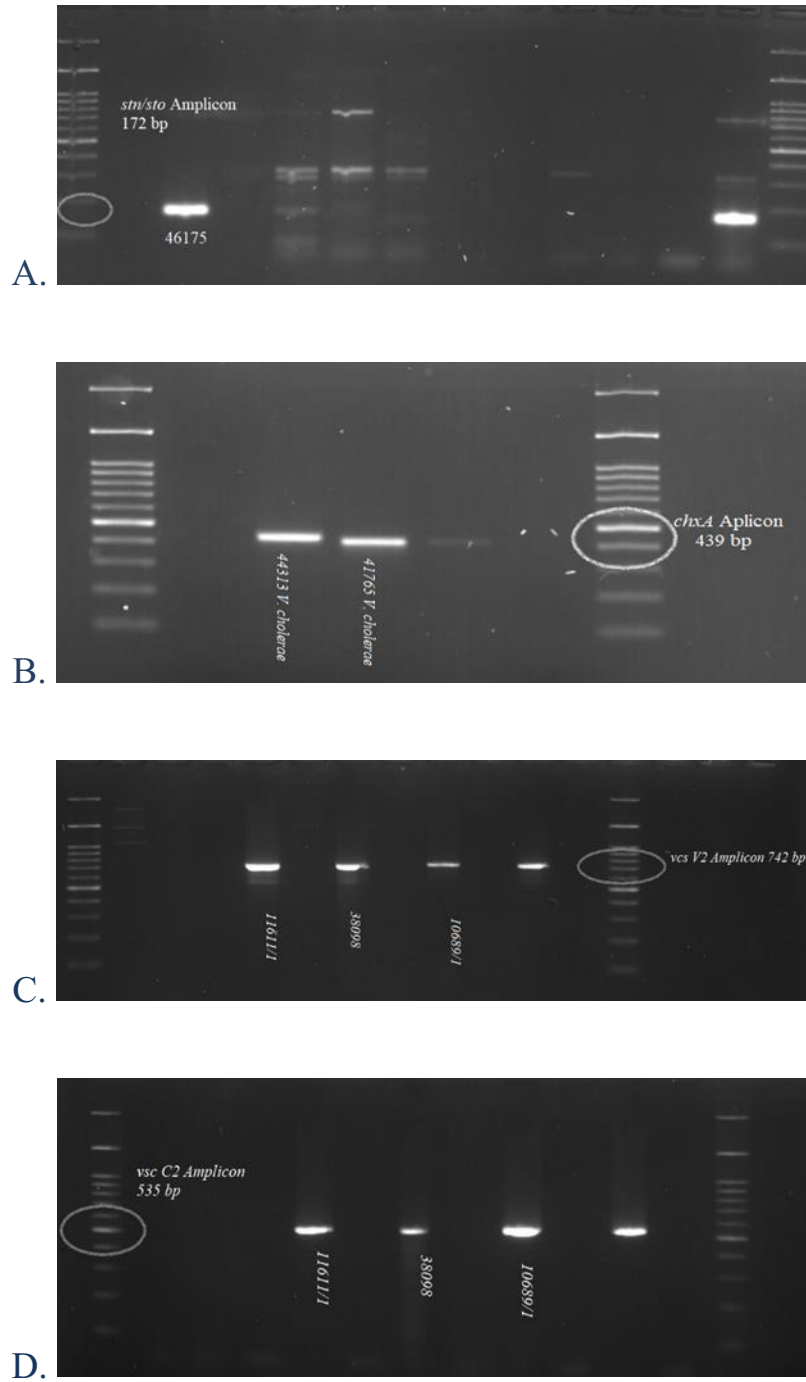 stn/sto Amplicon
172 bp
46175
A.
chxA Aplicon
439 bp
44313 V. cholerae
41765 V. cholerae
B.
vcs V2 Amplicon 742 bp
11611/1
38098
10689/1
C.
vsc C2 Amplicon
535 bp
11611/1
38098
10689/1
D.